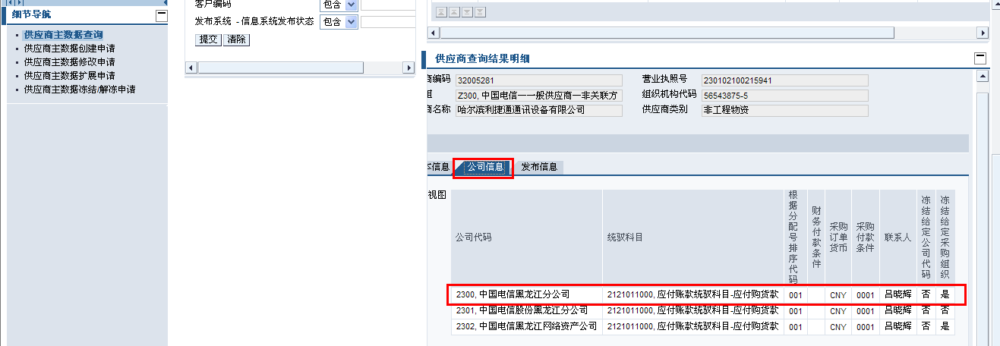 细节导航
供应商主数据查询
供应商主数据创建申请
供应商主数据修改申请
供应商主数据扩展申请
供应商主数据冻结/解冻申请
客户编码 包含
发布系统 - 信息系统发布状态 包含
提交 清除
供应商查询结果明细
商编码 32005281 营业执照号 230102100215941
组 Z300, 中国电信一一般供应商一非关联方 组织机构代码 56543875-5
商名称 哈尔滨利捷通通讯设备有限公司 供应商类别 非工程物资
本信息 公司信息 发布信息
视图
公司代码 统驭科目 根据分配号排序代码 财务付款条件 采购订单货币 采购付款条件 联系人 冻结给定公司代码 冻结给定采购组织
2300, 中国电信黑龙江分公司 2121011000, 应付账款统驭科目-应付购货款 001 CNY 0001 吕晓辉 否 是
2301, 中国电信股份黑龙江分公司 2121011000, 应付账款统驭科目-应付购货款 001 CNY 0001 吕晓辉 否 否
2302, 中国电信黑龙江网络资产公司 2121011000, 应付账款统驭科目-应付购货款 001 CNY 0001 吕晓辉 否 是